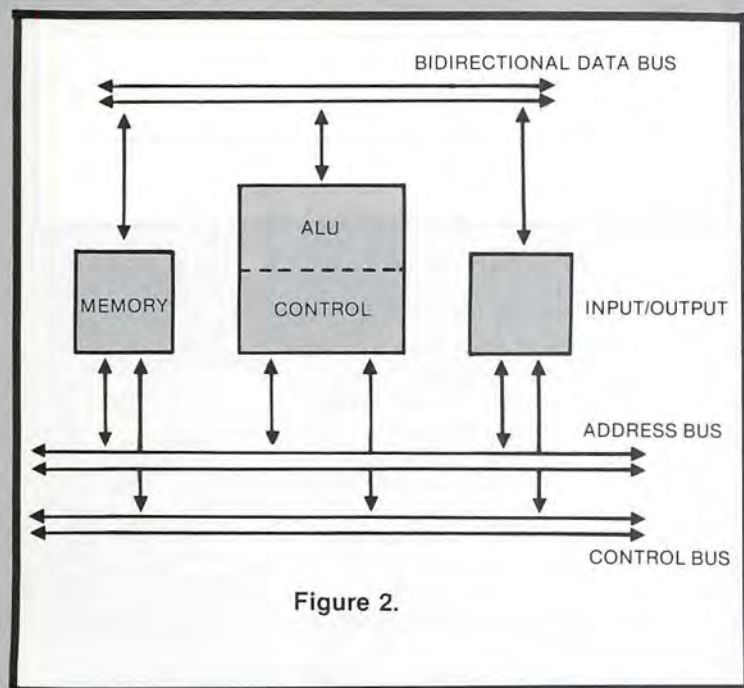 BIDIRECTIONAL DATA BUS
ALU
MEMORY
CONTROL
INPUT/OUTPUT
ADDRESS BUS
CONTROL BUS
Figure 2.